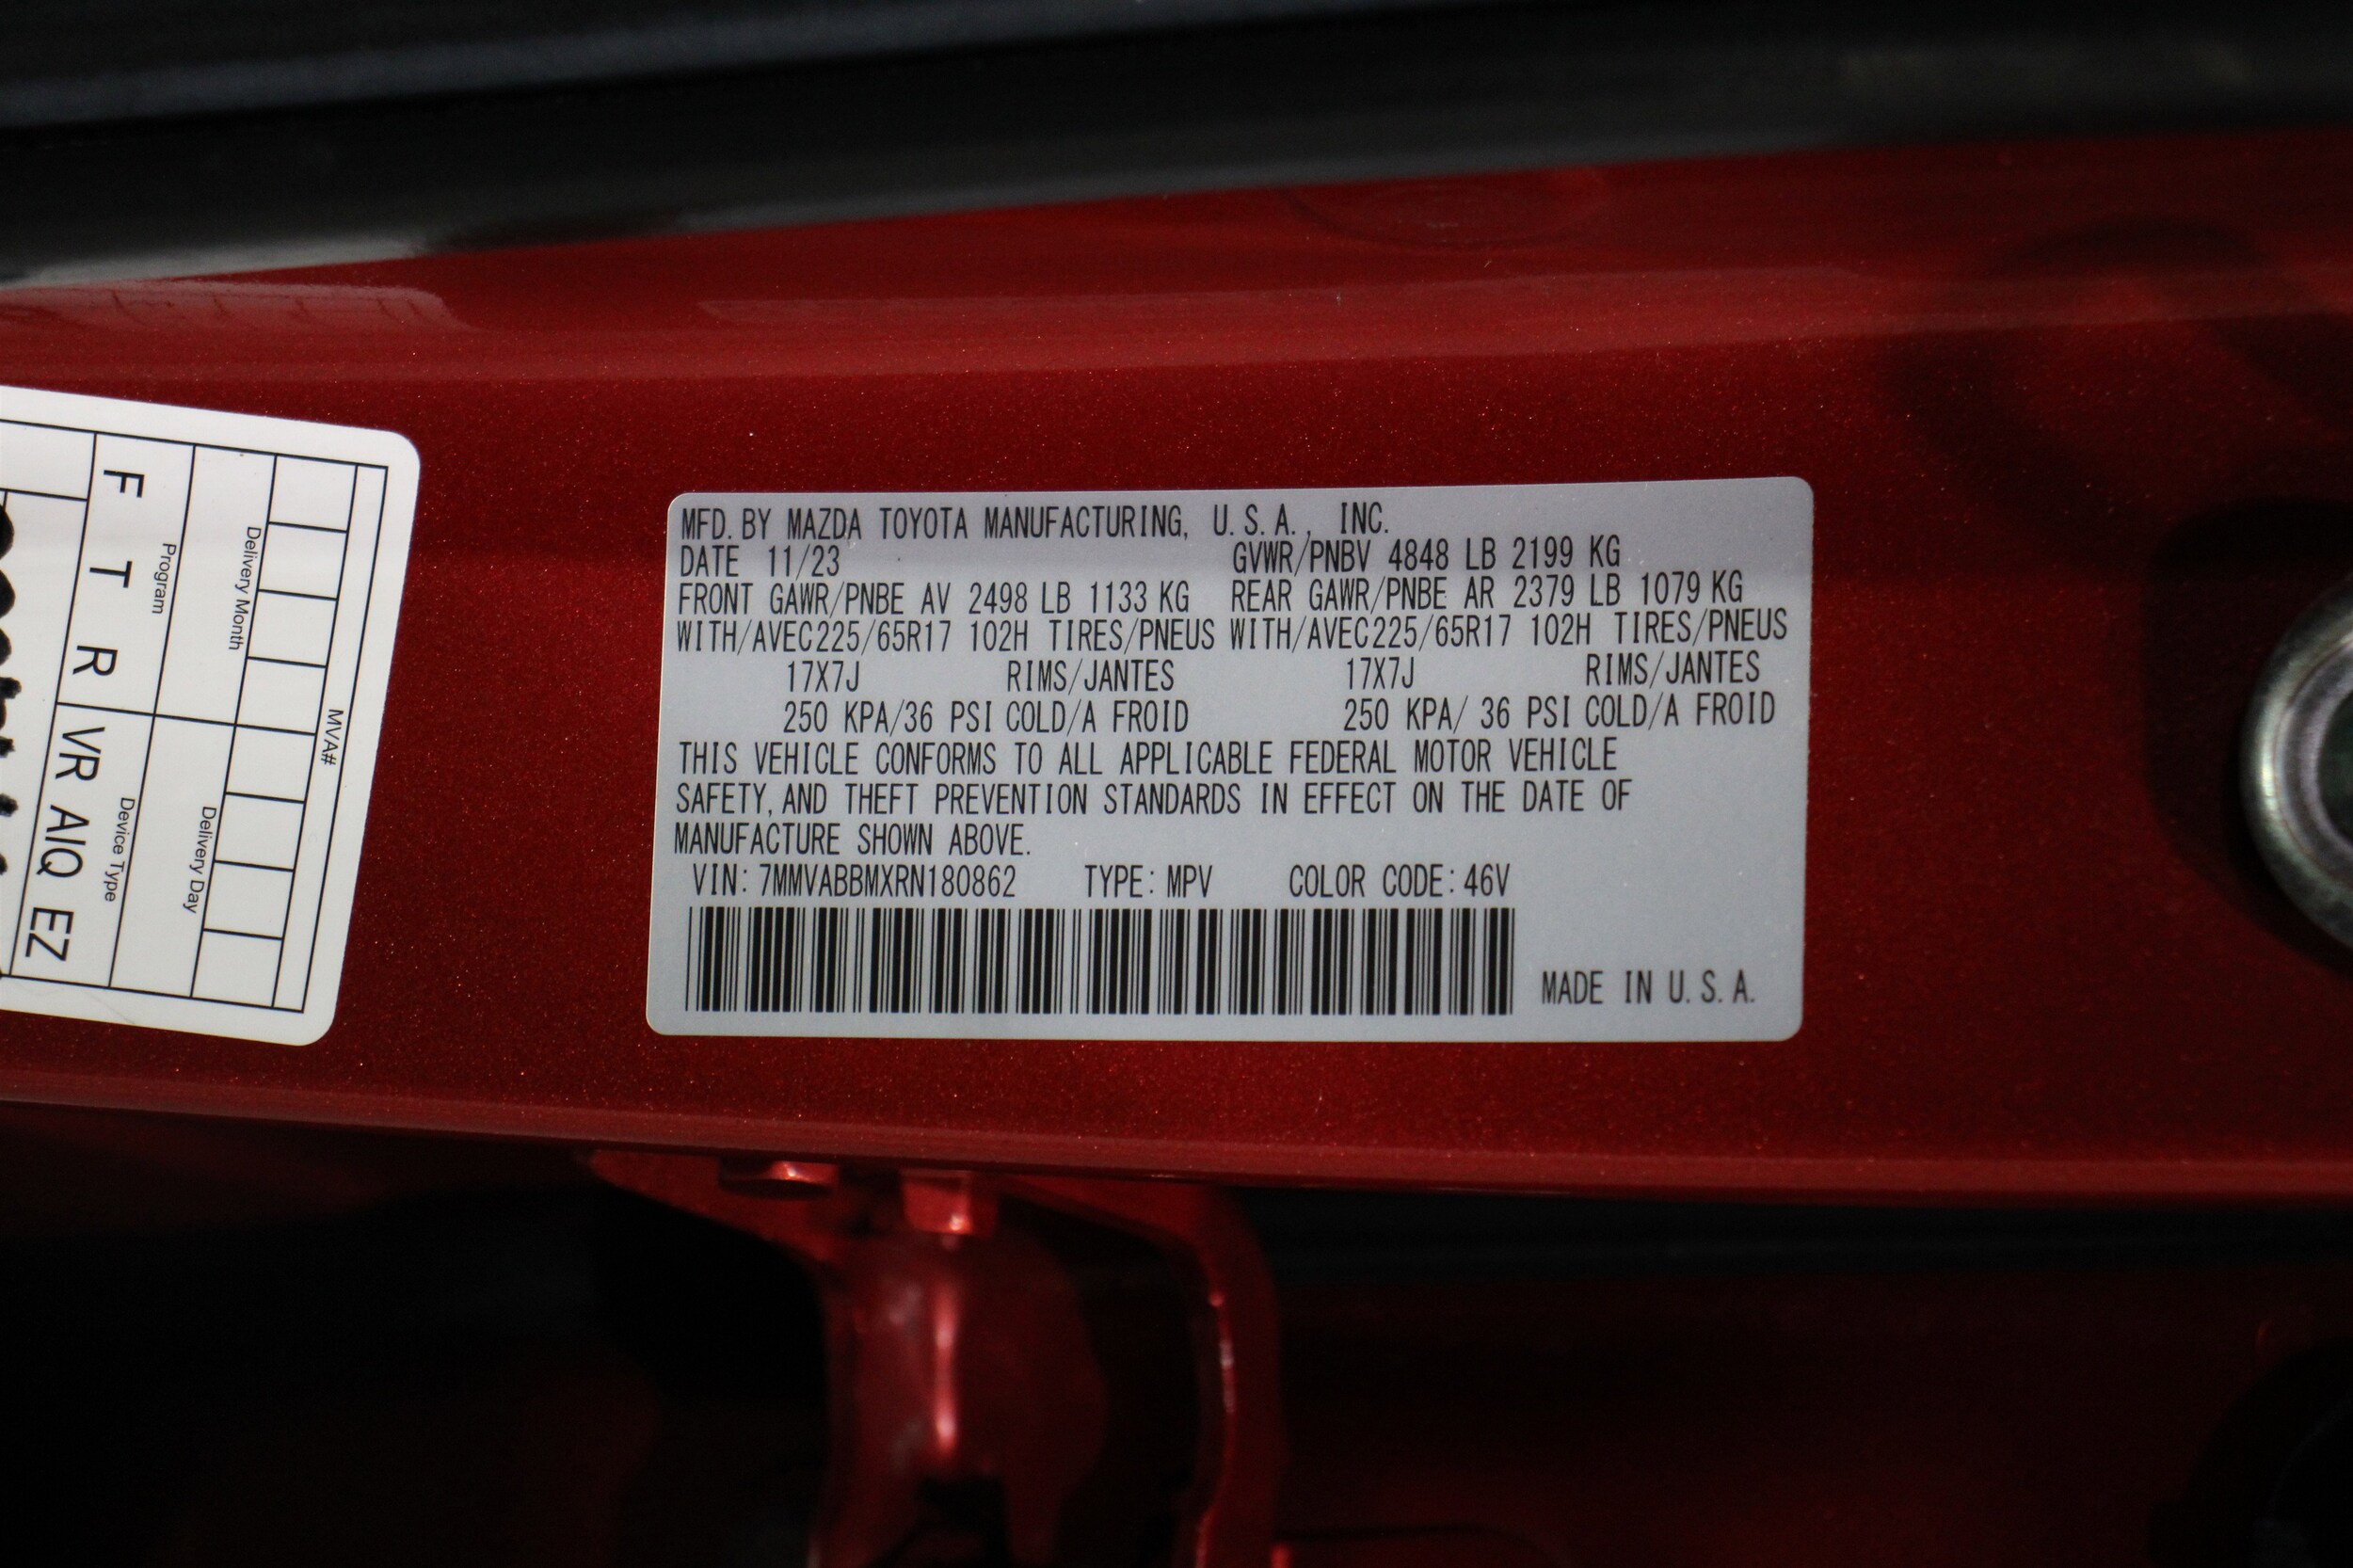 MFD. BY MAZDA TOYOTA MANUFACTURING, U.S.A., INC.
DATE 11/23 GVWR/PNBV 4848 LB 2199 KG
FRONT GAWR/PNBE AV 2498 LB 1133 KG REAR GAWR/PNBE AR 2379 LB 1079 KG
WITH/AVEC225/65R17 102H TIRES/PNEUS WITH/AVEC225/65R17 102H TIRES/PNEUS
17X7J RIMS/JANTES 17X7J RIMS/JANTES
250 KPA/36 PSI COLD/A FROID 250 KPA/ 36 PSI COLD/A FROID
THIS VEHICLE CONFORMS TO ALL APPLICABLE FEDERAL MOTOR VEHICLE
SAFETY, AND THEFT PREVENTION STANDARDS IN EFFECT ON THE DATE OF
MANUFACTURE SHOWN ABOVE.
VIN: 7MMVABBMXRN180862 TYPE: MPV COLOR CODE: 46V
MADE IN U.S.A.
MVA#
Delivery Month Delivery Day
Program Device Type
F T R VR AIQ EZ